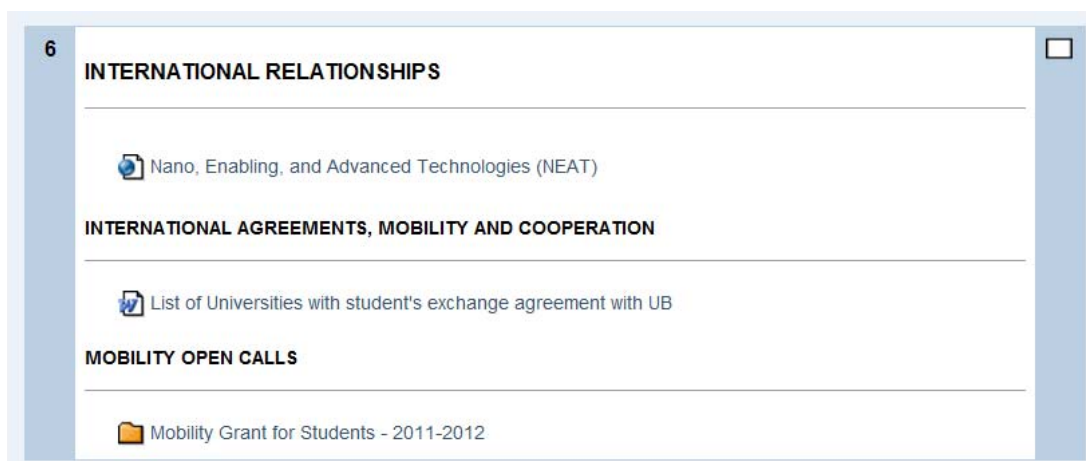 6
INTERNATIONAL RELATIONSHIPS
Nano, Enabling, and Advanced Technologies (NEAT)
INTERNATIONAL AGREEMENTS, MOBILITY AND COOPERATION
List of Universities with student's exchange agreement with UB
MOBILITY OPEN CALLS
Mobility Grant for Students - 2011-2012